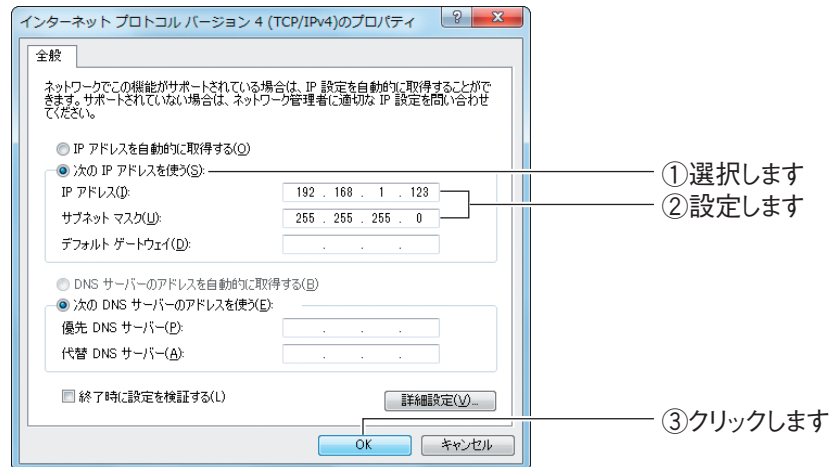 インターネット プロトコル バージョン 4 (TCP/IPv4)のプロパティ
全般
ネットワークでこの機能がサポートされている場合は、IP 設定を自動的に取得することがで
きます。サポートされていない場合は、ネットワーク管理者に適切な IP 設定を問い合わせ
てください。
IP アドレスを自動的に取得する(O)
次の IP アドレスを使う(S):
①選択します
IP アドレス(I):
192 . 168 . 1 . 123
②設定します
サブネット マスク(U):
255 . 255 . 255 . 0
デフォルト ゲートウェイ(D):
. . .
DNS サーバーのアドレスを自動的に取得する(B)
次の DNS サーバーのアドレスを使う(E):
優先 DNS サーバー(P):
. . .
代替 DNS サーバー(A):
. . .
終了時に設定を検証する(L)
詳細設定(V)...
③クリックします
OK
キャンセル